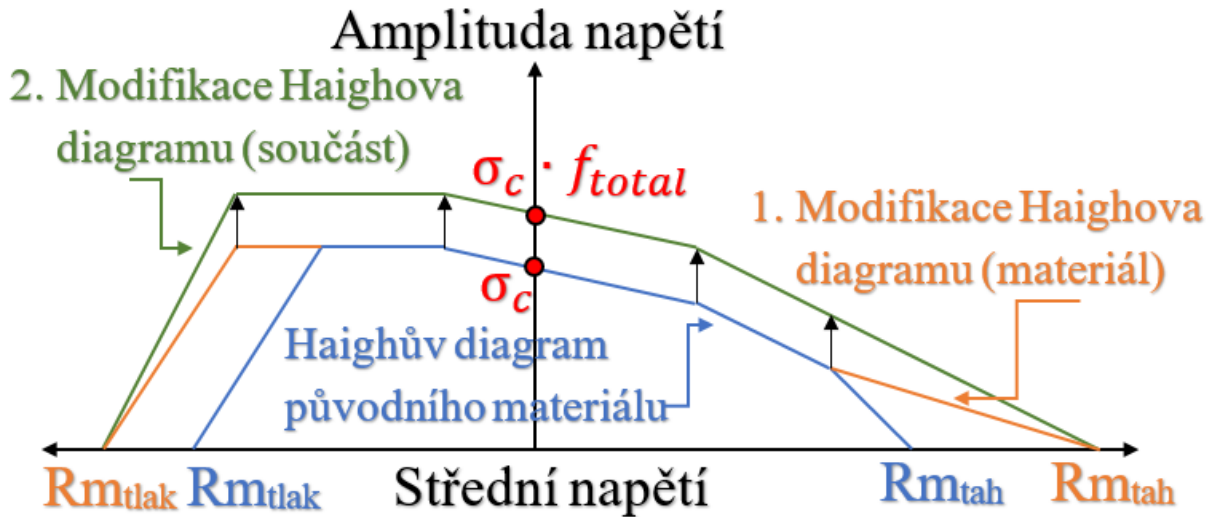 Amplituda napětí
2. Modifikace Haighova
diagramu (součást)
σc · ftotal
1. Modifikace Haighova
diagramu (materiál)
σc
Haighův diagram
původního materiálu
Rmtlak Rmtlak Střední napětí Rmtah Rmtah